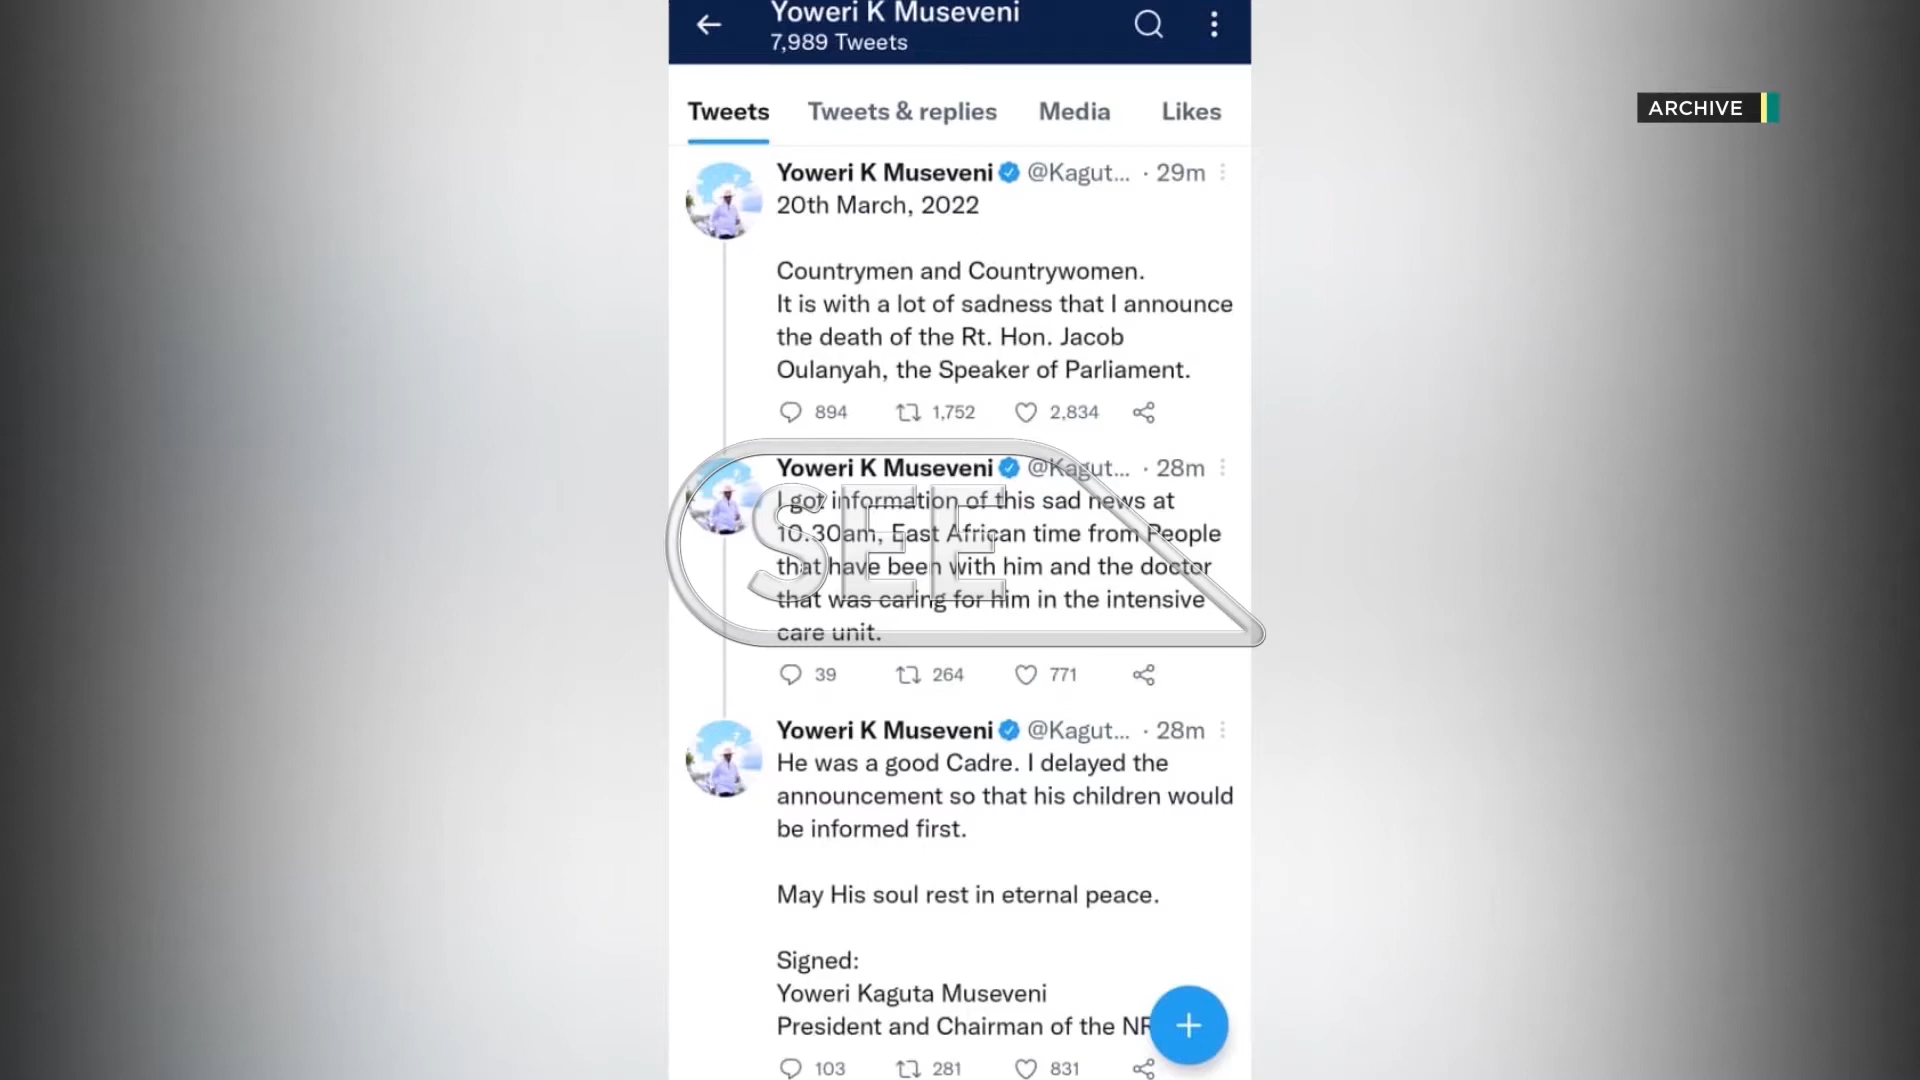 Yoweri K Museveni
7,989 Tweets
ARCHIVE
Tweets Tweets & replies Media Likes
Yoweri K Museveni @Kagut... · 29m
20th March, 2022
Countrymen and Countrywomen.
It is with a lot of sadness that I announce
the death of the Rt. Hon. Jacob
Oulanyah, the Speaker of Parliament.
894 1,752 2,834
Yoweri K Museveni @Kagut... · 28m
I got information of this sad news at
10.30am, East African time from People
that have been with him and the doctor
that was caring for him in the intensive
care unit.
SEE
39 264 771
Yoweri K Museveni @Kagut... · 28m
He was a good Cadre. I delayed the
announcement so that his children would
be informed first.
May His soul rest in eternal peace.
Signed:
Yoweri Kaguta Museveni
President and Chairman of the
103 281 831